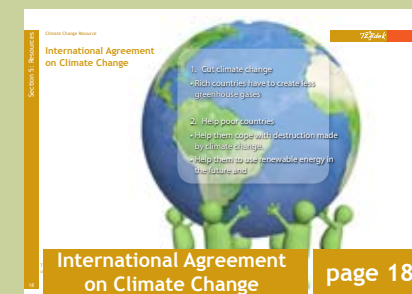 Climate Change Resource
International Agreement
on Climate Change
Section 5: Resources
1. Cut climate change
• Rich countries have to create less
greenhouse gases
2. Help poor countries
• Help them cope with destruction made
by climate change.
• Help them to use renewable energy in
the future and
18
International Agreement
on Climate Change
page 18